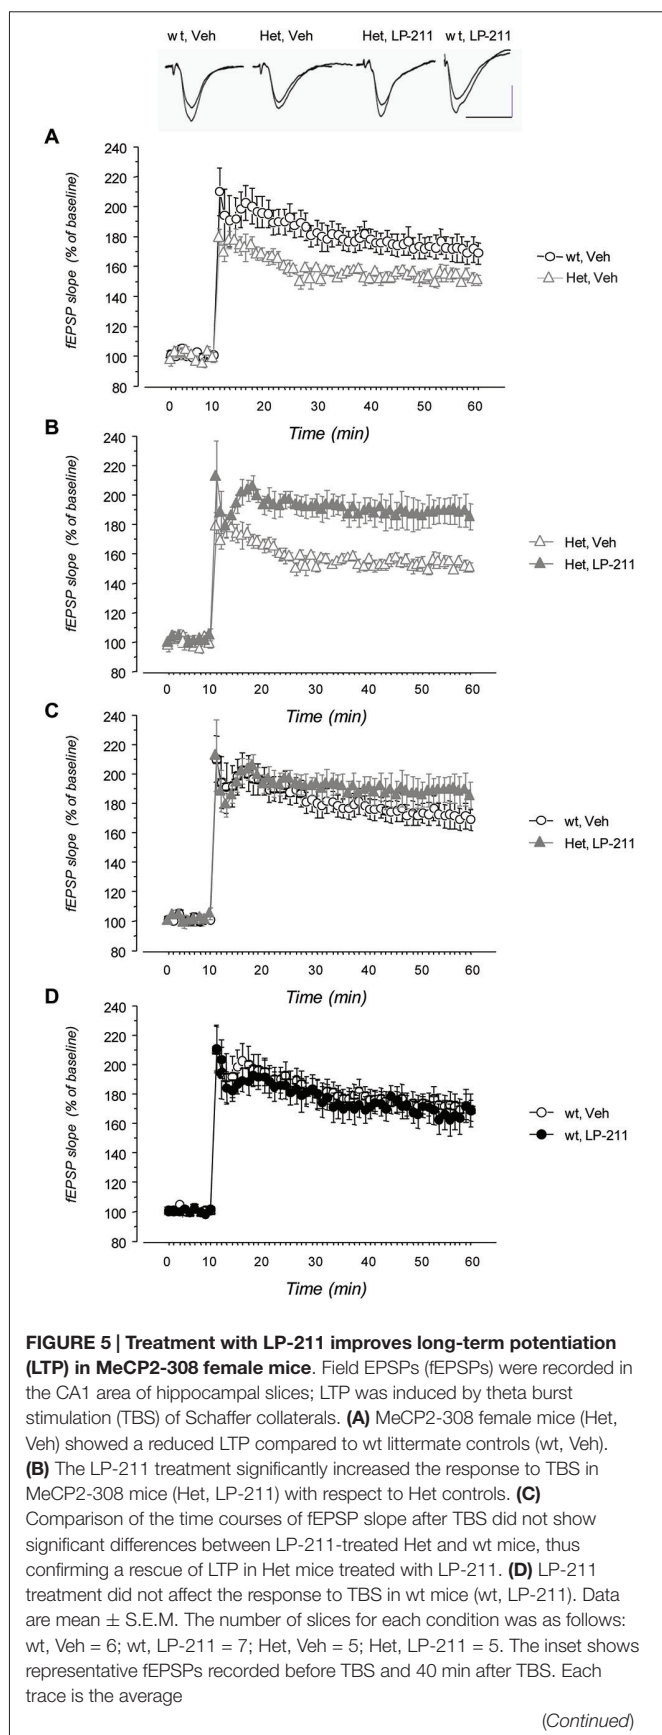 wt, Veh
Het, Veh
Het, LP-211
wt, LP-211
A
fEPSP slope (% of baseline)
240
220
200
180
160
140
120
100
80
0 10 20 30 40 50 60
Time (min)
wt, Veh
Het, Veh
B
fEPSP slope (% of baseline)
240
220
200
180
160
140
120
100
80
0 10 20 30 40 50 60
Time (min)
Het, Veh
Het, LP-211
C
fEPSP slope (% of baseline)
240
220
200
180
160
140
120
100
80
0 10 20 30 40 50 60
Time (min)
wt, Veh
Het, LP-211
D
fEPSP slope (% of baseline)
240
220
200
180
160
140
120
100
80
0 10 20 30 40 50 60
Time (min)
wt, Veh
wt, LP-211
FIGURE 5 | Treatment with LP-211 improves long-term potentiation
(LTP) in MeCP2-308 female mice. Field EPSPs (fEPSPs) were recorded in
the CA1 area of hippocampal slices; LTP was induced by theta burst
stimulation (TBS) of Schaffer collaterals. (A) MeCP2-308 female mice (Het,
Veh) showed a reduced LTP compared to wt littermate controls (wt, Veh).
(B) The LP-211 treatment significantly increased the response to TBS in
MeCP2-308 mice (Het, LP-211) with respect to Het controls. (C)
Comparison of the time courses of fEPSP slope after TBS did not show
significant differences between LP-211-treated Het and wt mice, thus
confirming a rescue of LTP in Het mice treated with LP-211. (D) LP-211
treatment did not affect the response to TBS in wt mice (wt, LP-211). Data
are mean ± S.E.M. The number of slices for each condition was as follows:
wt, Veh = 6; wt, LP-211 = 7; Het, Veh = 5; Het, LP-211 = 5. The inset shows
representative fEPSPs recorded before TBS and 40 min after TBS. Each
trace is the average
(Continued)